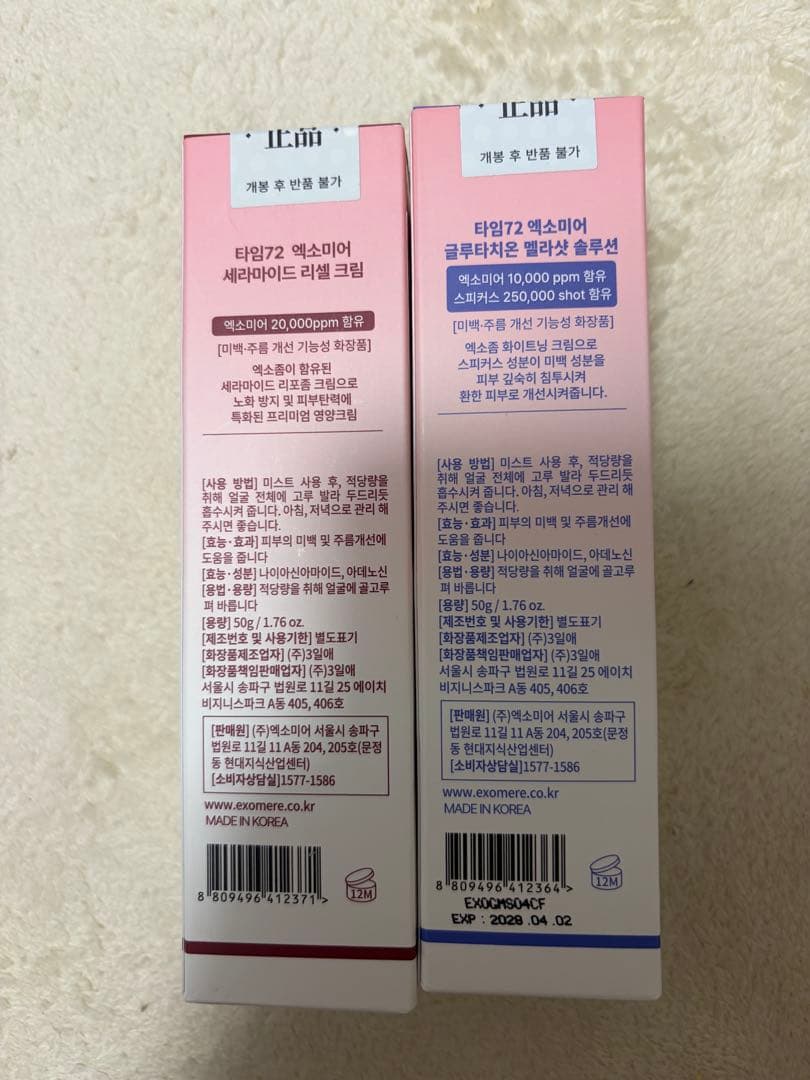 · 正品 ·
개봉 후 반품 불가
타임72 엑소미어
세라마이드 리셀 크림
엑소미어 20,000ppm 함유
[미백·주름 개선 기능성 화장품]
엑소좀이 함유된
세라마이드 리포좀 크림으로
노화 방지 및 피부탄력에
특화된 프리미엄 영양크림
[사용 방법] 미스트 사용 후, 적당량을
취해 얼굴 전체에 고루 발라 두드리듯
흡수시켜 줍니다. 아침, 저녁으로 관리 해
주시면 좋습니다.
[효능·효과] 피부의 미백 및 주름개선에
도움을 줍니다
[효능·성분] 나이아신아마이드, 아데노신
[용법·용량] 적당량을 취해 얼굴에 골고루
펴 바릅니다
[용량] 50g / 1.76 oz.
[제조번호 및 사용기한] 별도표기
[화장품제조업자] (주)3일애
[화장품책임판매업자] (주)3일애
서울시 송파구 법원로 11길 25 에이치
비지니스파크 A동 405, 406호
[판매원] (주)엑소미어 서울시 송파구
법원로 11길 11 A동 204, 205호(문정
동 현대지식산업센터)
[소비자상담실]1577-1586
www.exomere.co.kr
MADE IN KOREA
8 809496 412371 >
12M
· 正品 ·
개봉 후 반품 불가
타임72 엑소미어
글루타치온 멜라샷 솔루션
엑소미어 10,000 ppm 함유
스피커스 250,000 shot 함유
[미백·주름 개선 기능성 화장품]
엑소좀 화이트닝 크림으로
스피커스 성분이 미백 성분을
피부 깊숙히 침투시켜
환한 피부로 개선시켜줍니다.
[사용 방법] 미스트 사용 후, 적당량을
취해 얼굴 전체에 고루 발라 두드리듯
흡수시켜 줍니다. 아침, 저녁으로 관리 해
주시면 좋습니다.
[효능·효과] 피부의 미백 및 주름개선에
도움을 줍니다
[효능·성분] 나이아신아마이드, 아데노신
[용법·용량] 적당량을 취해 얼굴에 골고루
펴 바릅니다
[용량] 50g / 1.76 oz.
[제조번호 및 사용기한] 별도표기
[화장품제조업자] (주)3일애
[화장품책임판매업자] (주)3일애
서울시 송파구 법원로 11길 25 에이치
비지니스파크 A동 405, 406호
[판매원] (주)엑소미어 서울시 송파구
법원로 11길 11 A동 204, 205호(문정
동 현대지식산업센터)
[소비자상담실]1577-1586
www.exomere.co.kr
MADE IN KOREA
8 809496 412364 >
12M
EXOGMS04CF
EXP : 2028 .04 .02